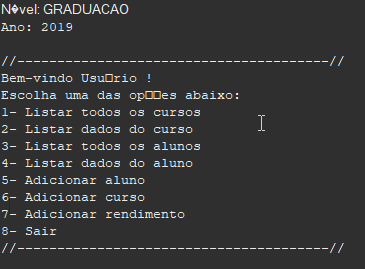 N�vel: GRADUACAO
Ano: 2019
//---------------------------------------//
Bem-vindo Usu□rio !
Escolha uma das op□□es abaixo:
1- Listar todos os cursos
2- Listar dados do curso
3- Listar todos os alunos
4- Listar dados do aluno
5- Adicionar aluno
6- Adicionar curso
7- Adicionar rendimento
8- Sair
//---------------------------------------//